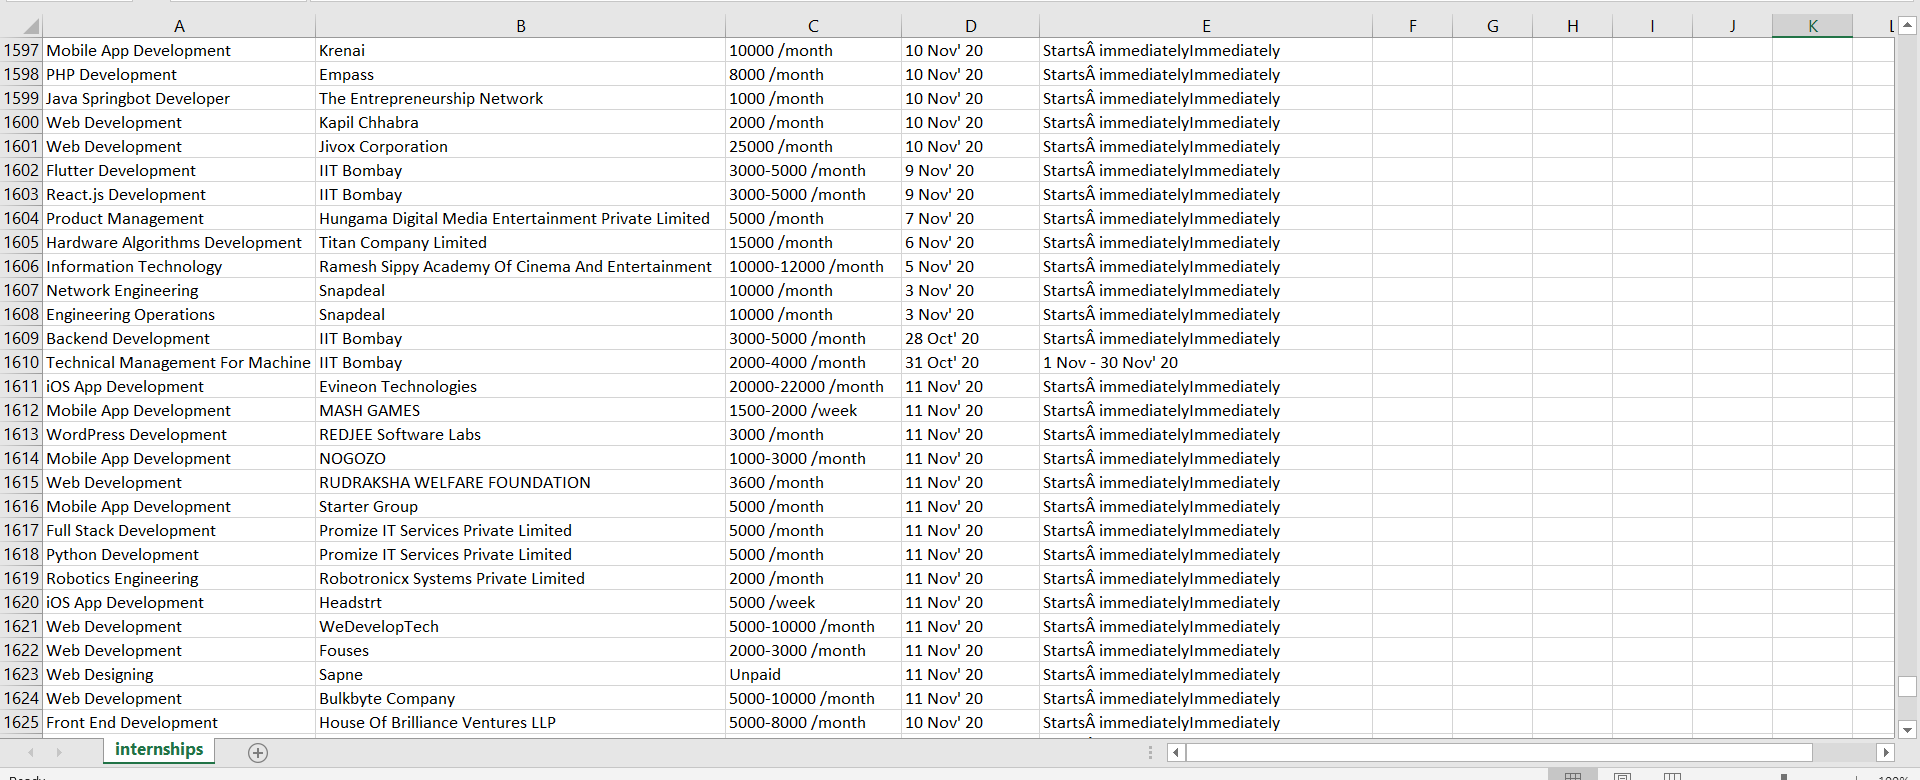 A B C D E F G H I J K L
1597 Mobile App Development Krenai 10000 /month 10 Nov' 20 StartsÂ immediatelyImmediately
1598 PHP Development Empass 8000 /month 10 Nov' 20 StartsÂ immediatelyImmediately
1599 Java Springbot Developer The Entrepreneurship Network 1000 /month 10 Nov' 20 StartsÂ immediatelyImmediately
1600 Web Development Kapil Chhabra 2000 /month 10 Nov' 20 StartsÂ immediatelyImmediately
1601 Web Development Jivox Corporation 25000 /month 10 Nov' 20 StartsÂ immediatelyImmediately
1602 Flutter Development IIT Bombay 3000-5000 /month 9 Nov' 20 StartsÂ immediatelyImmediately
1603 React.js Development IIT Bombay 3000-5000 /month 9 Nov' 20 StartsÂ immediatelyImmediately
1604 Product Management Hungama Digital Media Entertainment Private Limited 5000 /month 7 Nov' 20 StartsÂ immediatelyImmediately
1605 Hardware Algorithms Development Titan Company Limited 15000 /month 6 Nov' 20 StartsÂ immediatelyImmediately
1606 Information Technology Ramesh Sippy Academy Of Cinema And Entertainment 10000-12000 /month 5 Nov' 20 StartsÂ immediatelyImmediately
1607 Network Engineering Snapdeal 10000 /month 3 Nov' 20 StartsÂ immediatelyImmediately
1608 Engineering Operations Snapdeal 10000 /month 3 Nov' 20 StartsÂ immediatelyImmediately
1609 Backend Development IIT Bombay 3000-5000 /month 28 Oct' 20 StartsÂ immediatelyImmediately
1610 Technical Management For Machine IIT Bombay 2000-4000 /month 31 Oct' 20 1 Nov - 30 Nov' 20
1611 iOS App Development Evineon Technologies 20000-22000 /month 11 Nov' 20 StartsÂ immediatelyImmediately
1612 Mobile App Development MASH GAMES 1500-2000 /week 11 Nov' 20 StartsÂ immediatelyImmediately
1613 WordPress Development REDJEE Software Labs 3000 /month 11 Nov' 20 StartsÂ immediatelyImmediately
1614 Mobile App Development NOGOZO 1000-3000 /month 11 Nov' 20 StartsÂ immediatelyImmediately
1615 Web Development RUDRAKSHA WELFARE FOUNDATION 3600 /month 11 Nov' 20 StartsÂ immediatelyImmediately
1616 Mobile App Development Starter Group 5000 /month 11 Nov' 20 StartsÂ immediatelyImmediately
1617 Full Stack Development Promize IT Services Private Limited 5000 /month 11 Nov' 20 StartsÂ immediatelyImmediately
1618 Python Development Promize IT Services Private Limited 5000 /month 11 Nov' 20 StartsÂ immediatelyImmediately
1619 Robotics Engineering Robotronicx Systems Private Limited 2000 /month 11 Nov' 20 StartsÂ immediatelyImmediately
1620 iOS App Development Headstrt 5000 /week 11 Nov' 20 StartsÂ immediatelyImmediately
1621 Web Development WeDevelopTech 5000-10000 /month 11 Nov' 20 StartsÂ immediatelyImmediately
1622 Web Development Fouses 2000-3000 /month 11 Nov' 20 StartsÂ immediatelyImmediately
1623 Web Designing Sapne Unpaid 11 Nov' 20 StartsÂ immediatelyImmediately
1624 Web Development Bulkbyte Company 5000-10000 /month 11 Nov' 20 StartsÂ immediatelyImmediately
1625 Front End Development House Of Brilliance Ventures LLP 5000-8000 /month 10 Nov' 20 StartsÂ immediatelyImmediately
internships